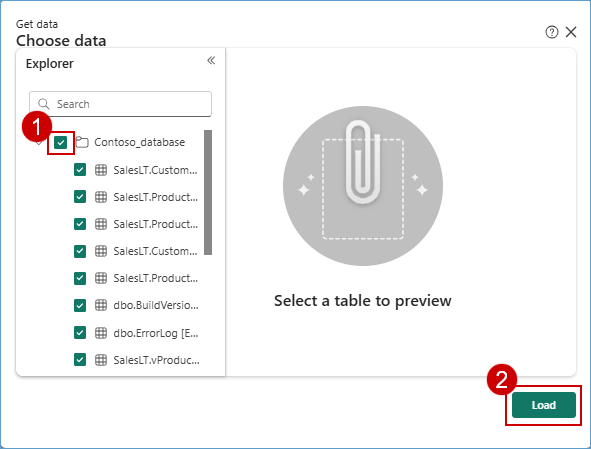 Get data
Choose data
Explorer
Search
1
Contoso_database
SalesLT.Custom...
SalesLT.Product...
SalesLT.Product...
SalesLT.Custom...
SalesLT.Product...
dbo.BuildVersio...
dbo.ErrorLog [E...
SalesLT.vProduc...
Select a table to preview
2
Load